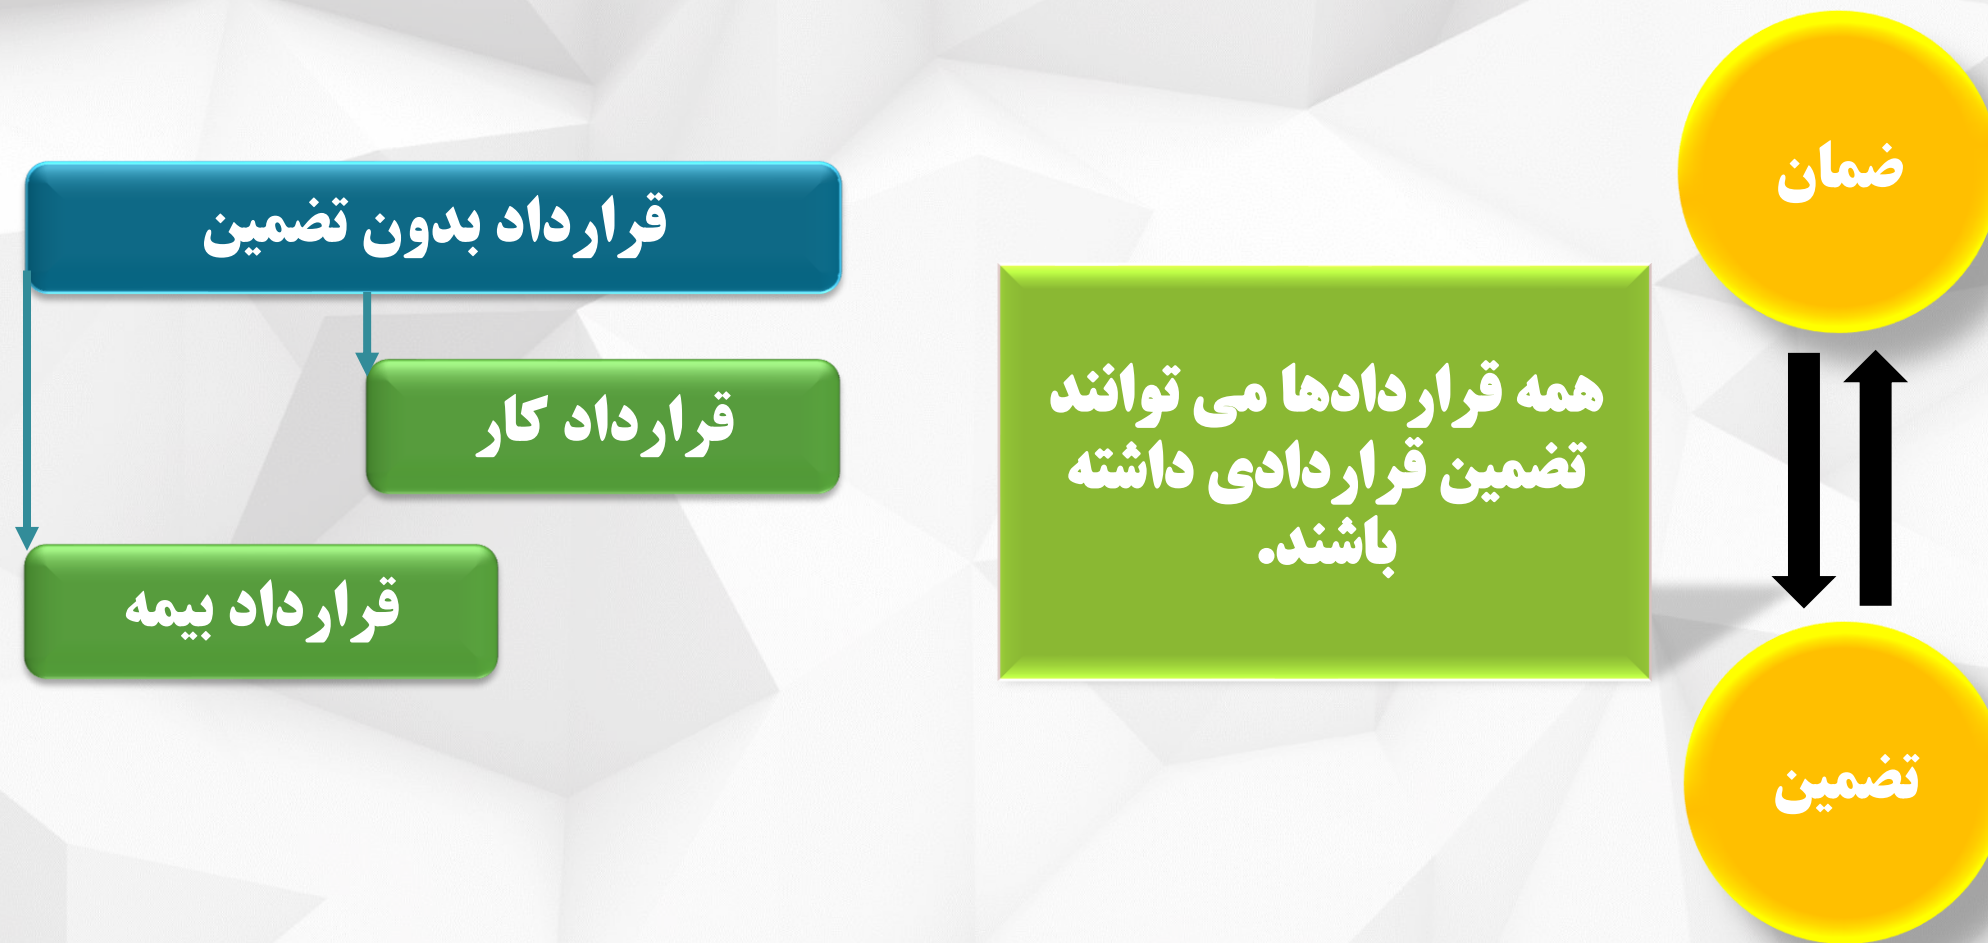 ضمان
همه قراردادها می توانند
تضمین قراردادی داشته
باشند.
تضمین
قرارداد بدون تضمین
قرارداد کار
قرارداد بیمه